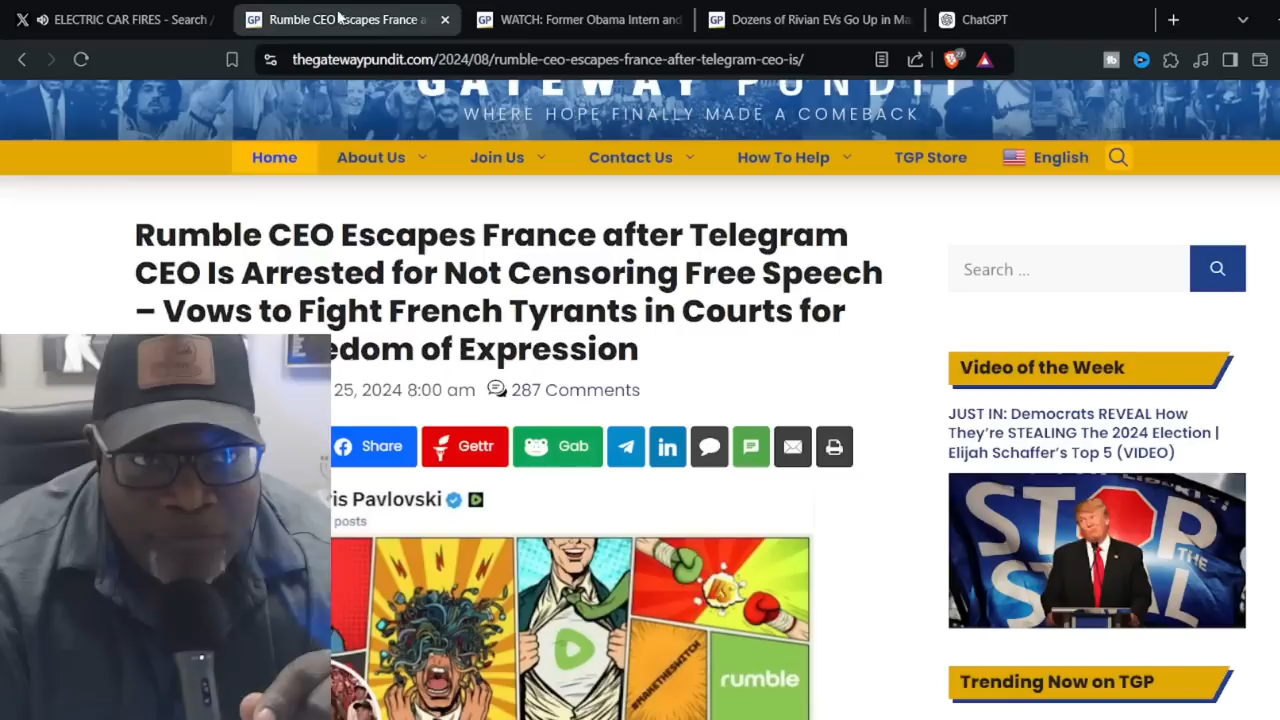 ELECTRIC CAR FIRES - Search /
Rumble CEO Escapes France a
WATCH: Former Obama Intern and
Dozens of Rivian EVs Go Up in Ma
ChatGPT
thegatewaypundit.com/2024/08/rumble-ceo-escapes-france-after-telegram-ceo-is/
27
GATEWAY PUNDIT
WHERE HOPE FINALLY MADE A COMEBACK
Home
About Us
Join Us
Contact Us
How To Help
TGP Store
English
Rumble CEO Escapes France after Telegram
CEO Is Arrested for Not Censoring Free Speech
– Vows to Fight French Tyrants in Courts for
edom of Expression
25, 2024 8:00 am
287 Comments
Share
Gettr
Gab
ris Pavlovski
posts
#MAKETHESWITCH
rumble
Search ...
Video of the Week
JUST IN: Democrats REVEAL How
They're STEALING The 2024 Election |
Elijah Schaffer's Top 5 (VIDEO)
STOP
THE
Trending Now on TGP